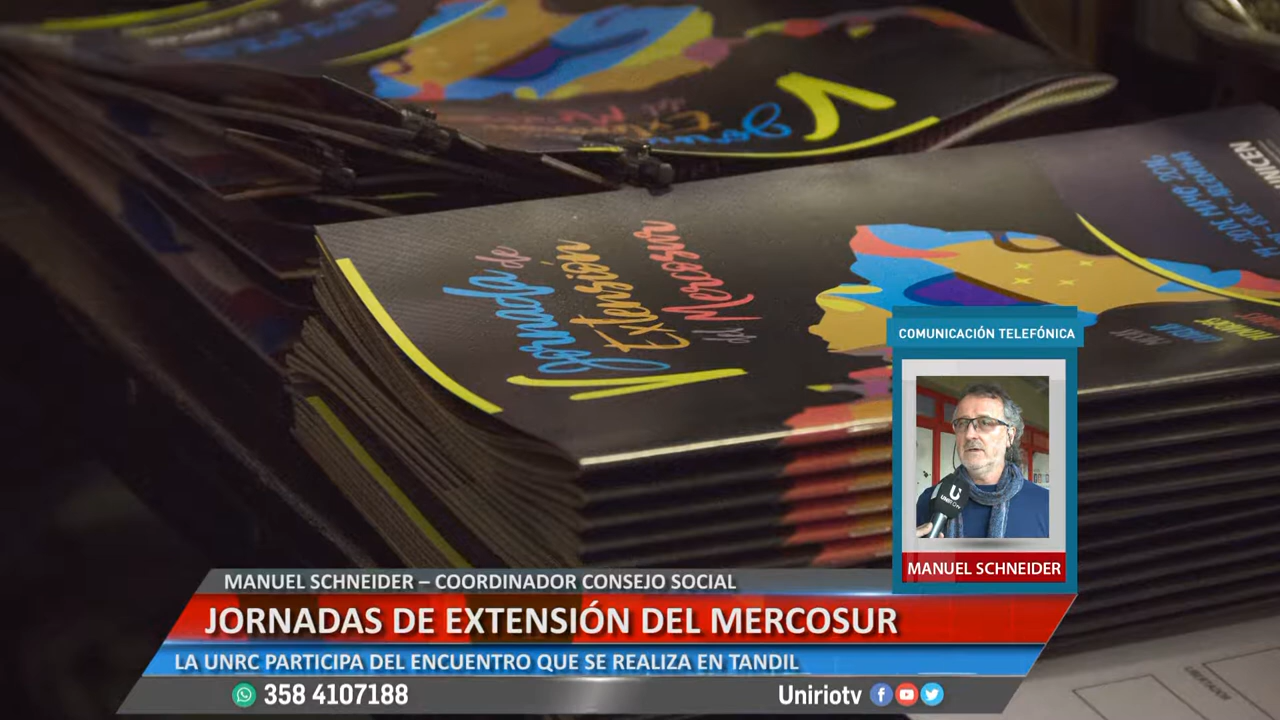 Jornada de
Extensión
del Mercosur
UNICEN
COMUNICACIÓN TELEFÓNICA
MANUEL SCHNEIDER
MANUEL SCHNEIDER – COORDINADOR CONSEJO SOCIAL
JORNADAS DE EXTENSIÓN DEL MERCOSUR
LA UNRC PARTICIPA DEL ENCUENTRO QUE SE REALIZA EN TANDIL
358 4107188
Uniriotv